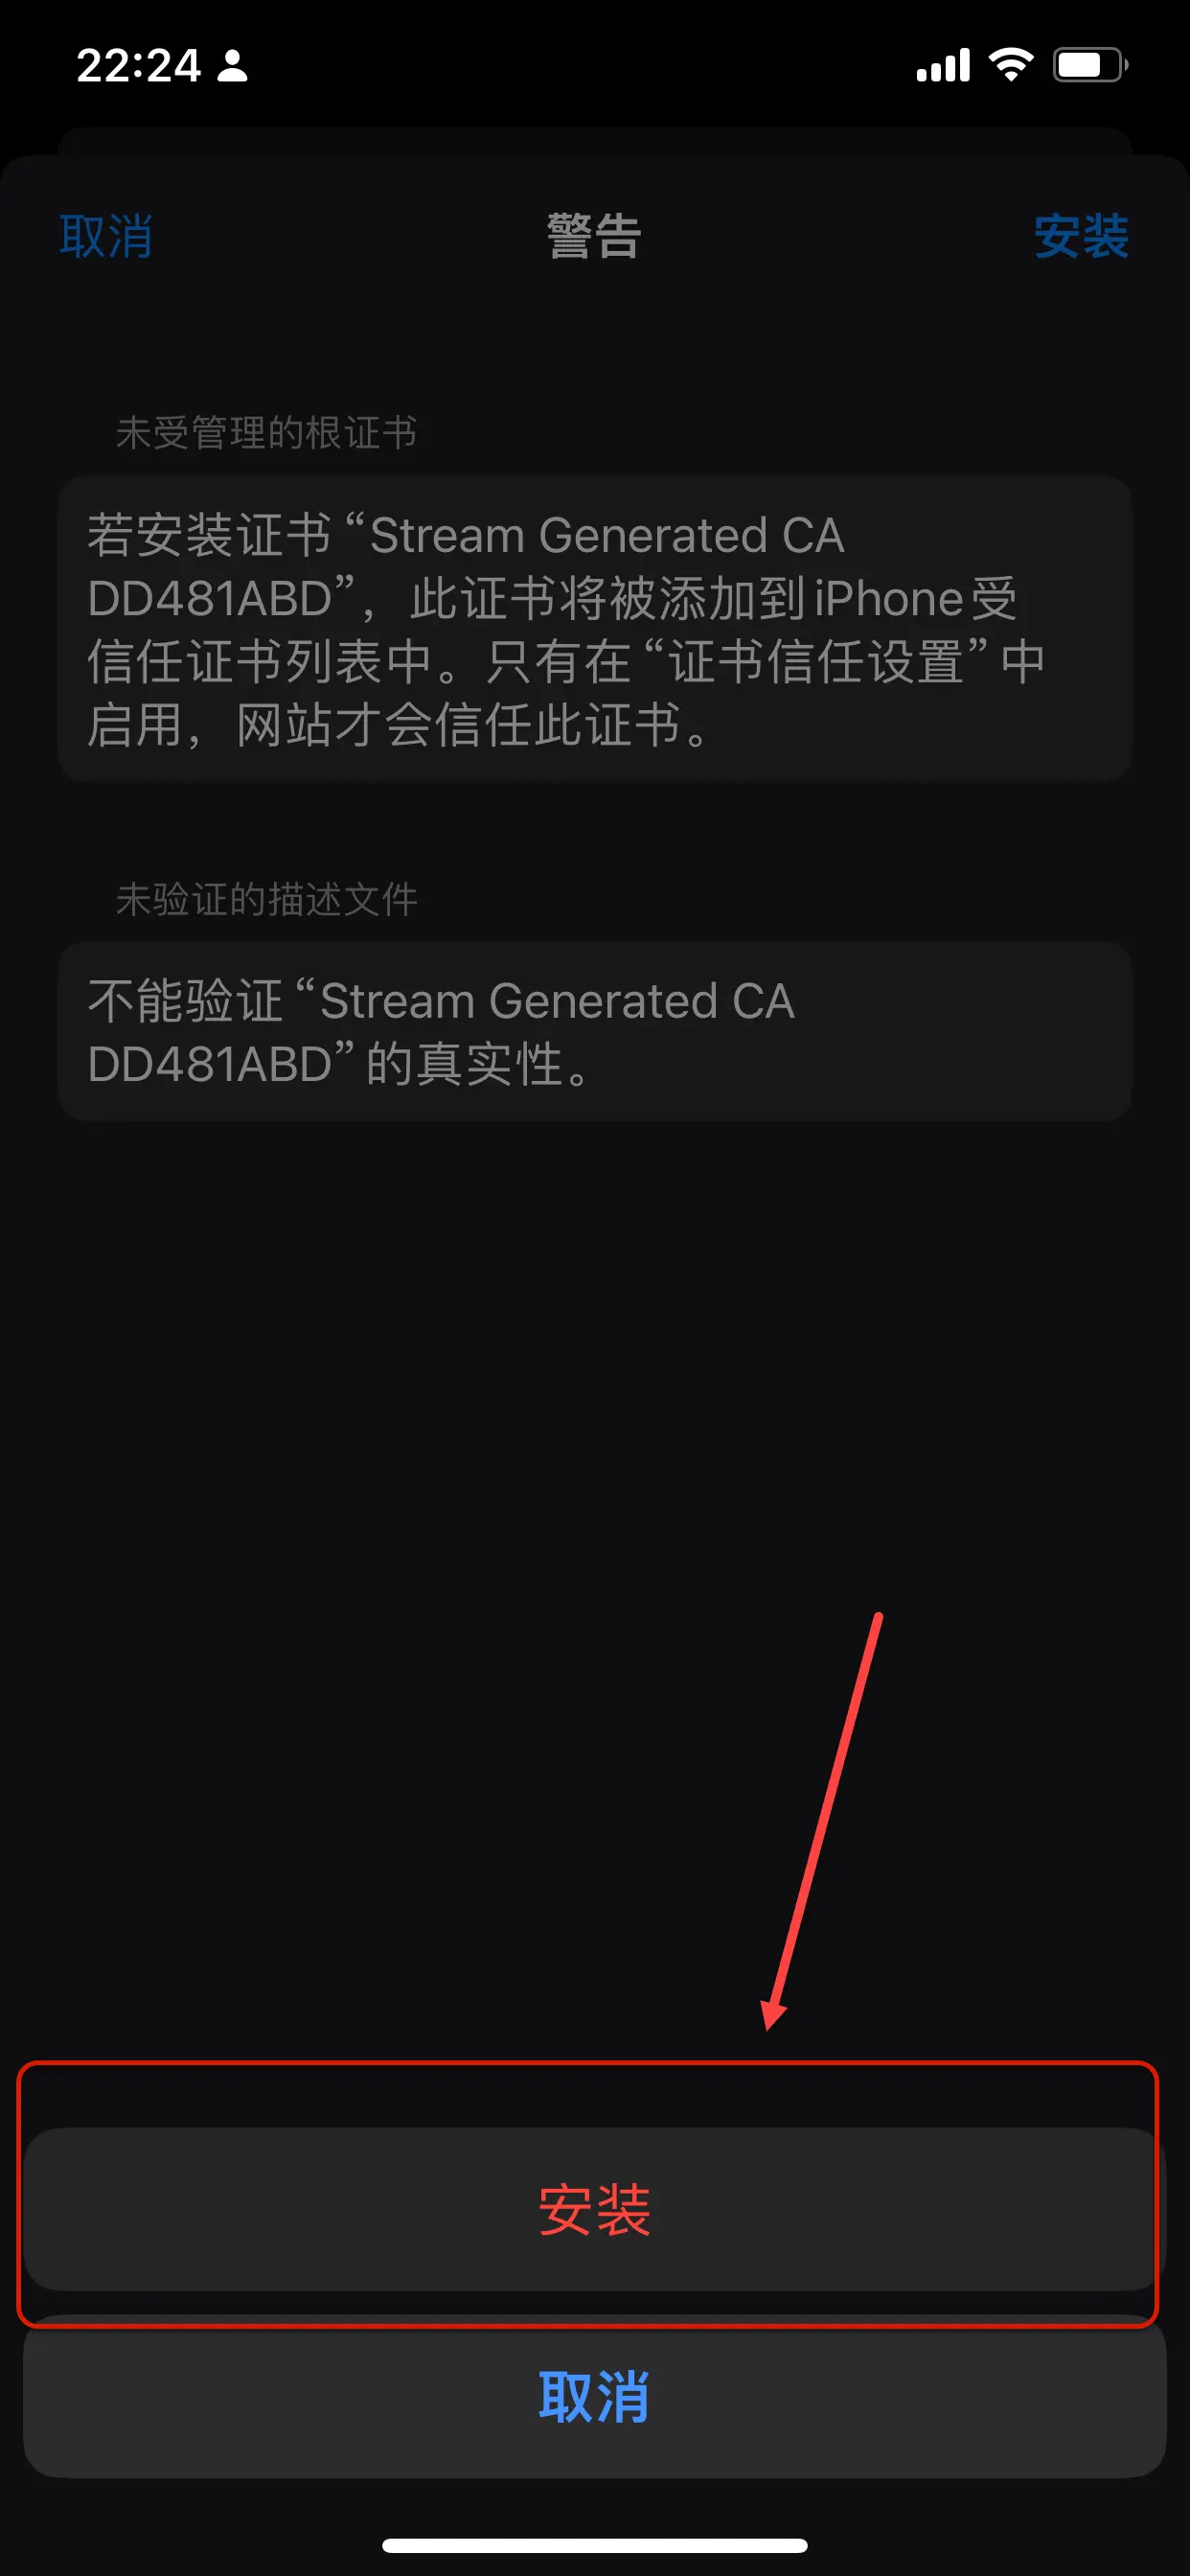 22:24
取消 警告 安装
未受管理的根证书
若安装证书“Stream Generated CA
DD481ABD”，此证书将被添加到iPhone受
信任证书列表中。只有在“证书信任设置”中
启用，网站才会信任此证书。
未验证的描述文件
不能验证“Stream Generated CA
DD481ABD”的真实性。
安装
取消